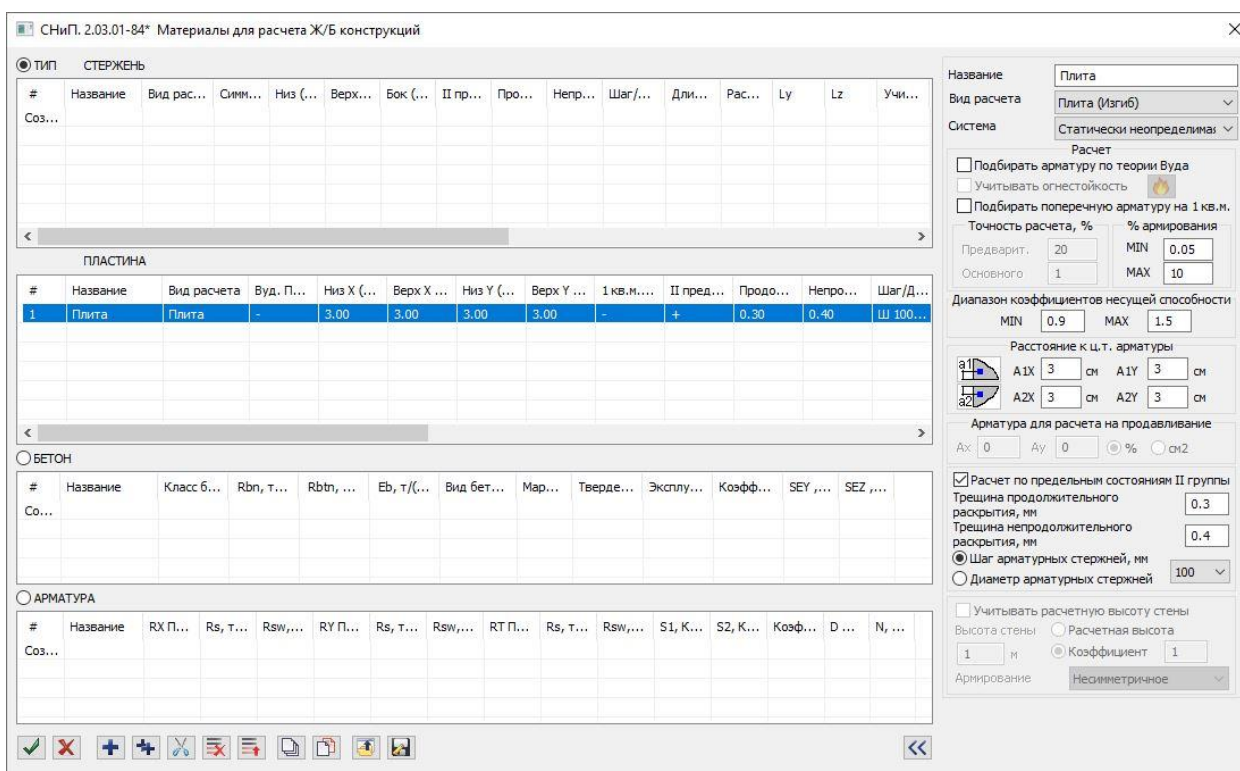 СНиП. 2.03.01-84* Материалы для расчета Ж/Б конструкций
ТИП СТЕРЖЕНЬ
# Название Вид рас... Симм... Низ (... Верх... Бок (... II пр... Про... Непр... Шаг/... Дли... Рас... Ly Lz Учи...
Соз...
ПЛАСТИНА
# Название Вид расчета Вуд. П... Низ X (... Верх X ... Низ Y (... Верх Y ... 1 кв.м.... II пред... Продо... Непро... Шаг/Д...
1 Плита Плита - 3.00 3.00 3.00 3.00 - + 0.30 0.40 Ш 100...
БЕТОН
# Название Класс б... Rbn, т... Rbtn, ... Eb, т/(... Вид бет... Мар... Тверде... Эксплу... Коэфф... SEY ,... SEZ ,...
Со...
АРМАТУРА
# Название RX П... Rs, т... Rsw,... RY П... Rs, т... Rsw,... RT П... Rs, т... Rsw,... S1, К... S2, К... Коэф... D ... N, ...
Соз...
Название Плита
Вид расчета Плита (Изгиб)
Система Статически неопределимая
Расчет
Подбирать арматуру по теории Вуда
Учитывать огнестойкость
Подбирать поперечную арматуру на 1 кв.м.
Точность расчета, % % армирования
Предварит. 20 MIN 0.05
Основного 1 MAX 10
Диапазон коэффициентов несущей способности
MIN 0.9 MAX 1.5
Расстояние к ц.т. арматуры
a1 A1X 3 см A1Y 3 см
a2 A2X 3 см A2Y 3 см
Арматура для расчета на продавливание
Ax 0 Ay 0 % см2
Расчет по предельным состояниям II группы
Трещина продолжительного
раскрытия, мм 0.3
Трещина непродолжительного
раскрытия, мм 0.4
Шаг арматурных стержней, мм
Диаметр арматурных стержней 100
Учитывать расчетную высоту стены
Высота стены Расчетная высота
1 м Коэффициент 1
Армирование Несимметричное